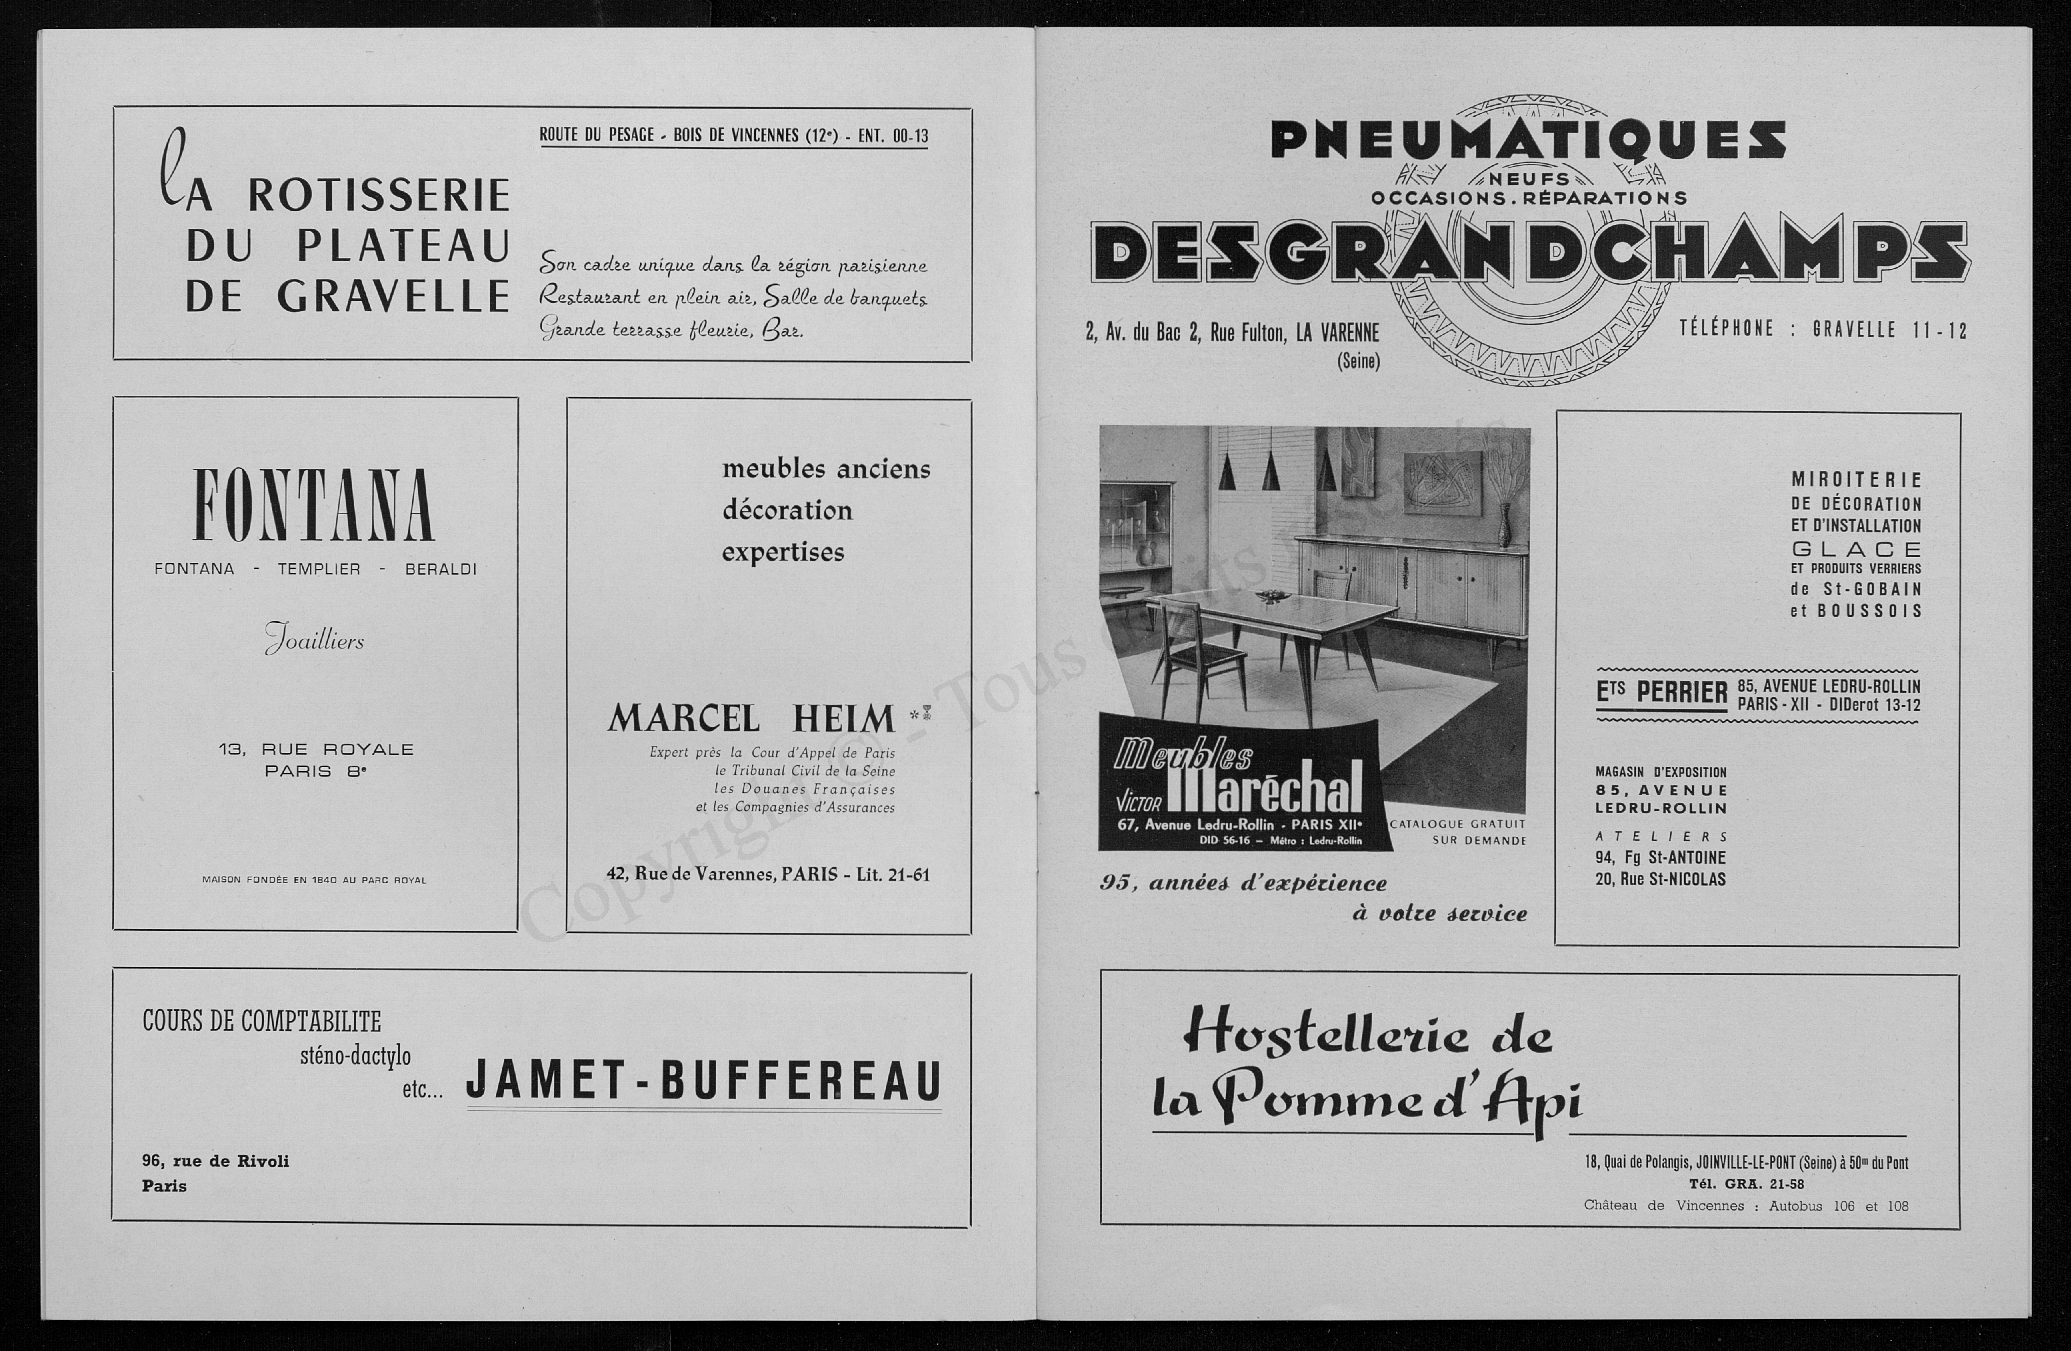 ROUTE DU PESAGE - BOIS DE VINCENNES (12e) - ENT. 00-13
LA ROTISSERIE
DU PLATEAU
DE GRAVELLE
Son cadre unique dans la région parisienne
Restaurant en plein air, Salle de banquets
Grande terrasse fleurie, Bar.
FONTANA
FONTANA - TEMPLIER - BERALDI
Joailliers
13, RUE ROYALE
PARIS 8e
MAISON FONDÉE EN 1840 AU PARC ROYAL
meubles anciens
décoration
expertises
MARCEL HEIM *
Expert près la Cour d'Appel de Paris
le Tribunal Civil de la Seine
les Douanes Françaises
et les Compagnies d'Assurances
42, Rue de Varennes, PARIS - Lit. 21-61
COURS DE COMPTABILITE
sténo-dactylo
etc...
JAMET-BUFFEREAU
96, rue de Rivoli
Paris
PNEUMATIQUES
NEUFS
OCCASIONS. RÉPARATIONS
DESGRANDCHAMPS
2, Av. du Bac 2, Rue Fulton, LA VARENNE
(Seine)
TÉLÉPHONE : GRAVELLE 11-12
Meubles
VICTOR Maréchal
67, Avenue Ledru-Rollin - PARIS XIIe
DID 56-16 - Métro : Ledru-Rollin
CATALOGUE GRATUIT
SUR DEMANDE
95, années d'expérience
à votre service
MIROITERIE
DE DÉCORATION
ET D'INSTALLATION
GLACE
ET PRODUITS VERRIERS
de St-GOBAIN
et BOUSSOIS
ETS PERRIER
85, AVENUE LEDRU-ROLLIN
PARIS-XII - DIDerot 13-12
MAGASIN D'EXPOSITION
85, AVENUE
LEDRU-ROLLIN
ATELIERS
94, Fg St-ANTOINE
20, Rue St-NICOLAS
Hostellerie de
la Pomme d'Api
18, Quai de Polangis, JOINVILLE-LE-PONT (Seine) à 50m du Pont
Tél. GRA. 21-58
Château de Vincennes : Autobus 106 et 108
Copyright © - Tous droits réservés